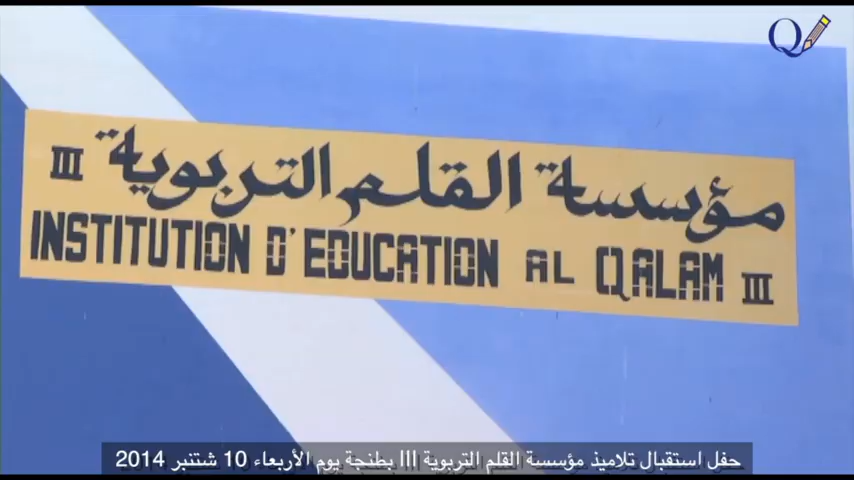 Q
مؤسسة القلم التربوية III
INSTITUTION D'EDUCATION AL QALAM III
حفل استقبال تلاميذ مؤسسة القلم التربوية III بطنجة يوم الأربعاء 10 شتنبر 2014